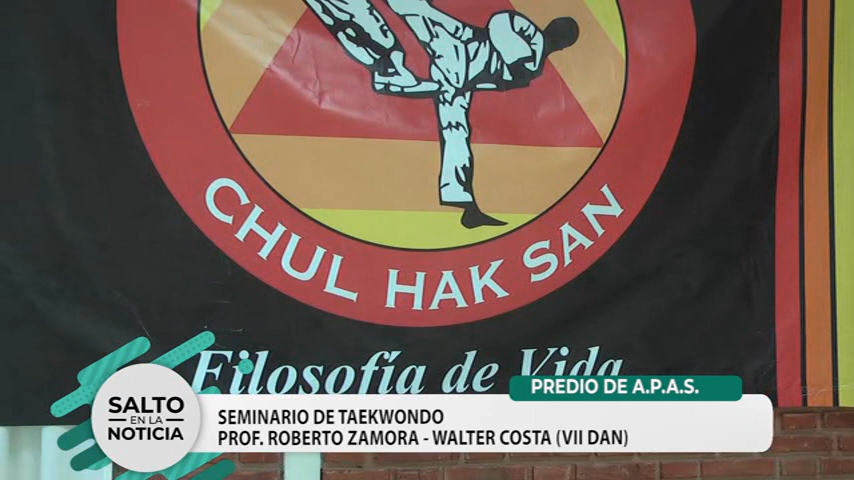 CHUL HAK SAN
Filosofía de Vida
PREDIO DE A.P.A.S.
SALTO
EN LA
NOTICIA
SEMINARIO DE TAEKWONDO
PROF. ROBERTO ZAMORA - WALTER COSTA (VII DAN)